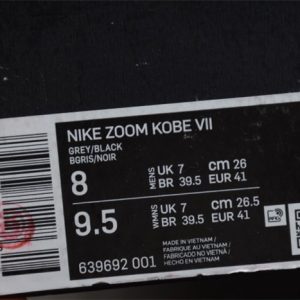 NIKE ZOOM KOBE VII
GREY/BLACK
BGRIS/NOIR
8 MENS UK 7 cm 26
BR 39.5 EUR 41
9.5 WMNS UK 7 cm 26.5
BR 39.5 EUR 41
MADE IN VIETNAM /
FABRIQUÉ AU VIETNAM /
FABRICADO NO VIETNÃ /
HECHO EN VIETNAM
639692 001